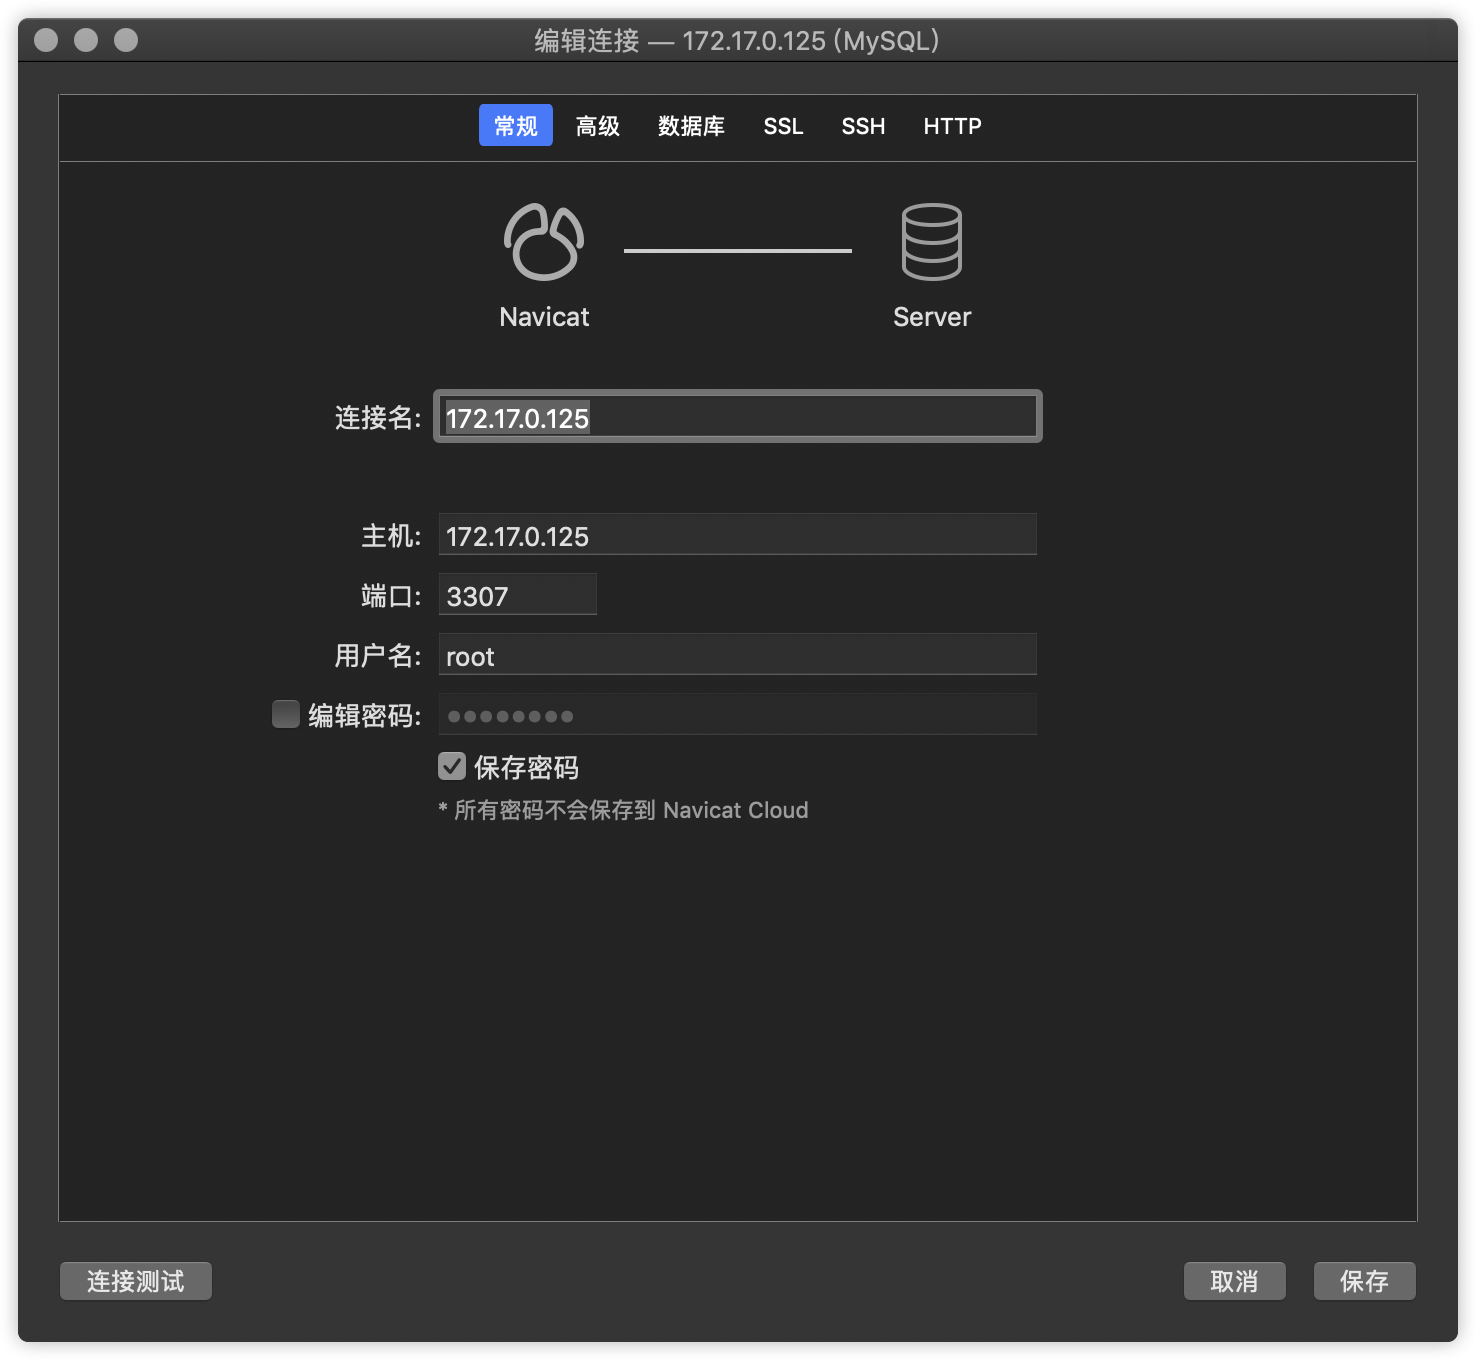 编辑连接 — 172.17.0.125 (MySQL)
常规 高级 数据库 SSL SSH HTTP
Navicat Server
连接名: 172.17.0.125
主机: 172.17.0.125
端口: 3307
用户名: root
编辑密码: ●●●●●●●●
保存密码
* 所有密码不会保存到 Navicat Cloud
连接测试 取消 保存